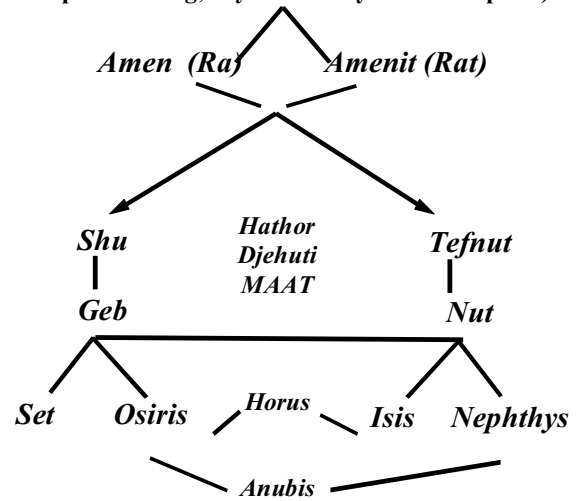 Amen (Ra) Amenit (Rat)
Hathor
Shu Djehuti Tefnut
MAAT
Geb Nut
Set Osiris Horus Isis Nephthys
Anubis